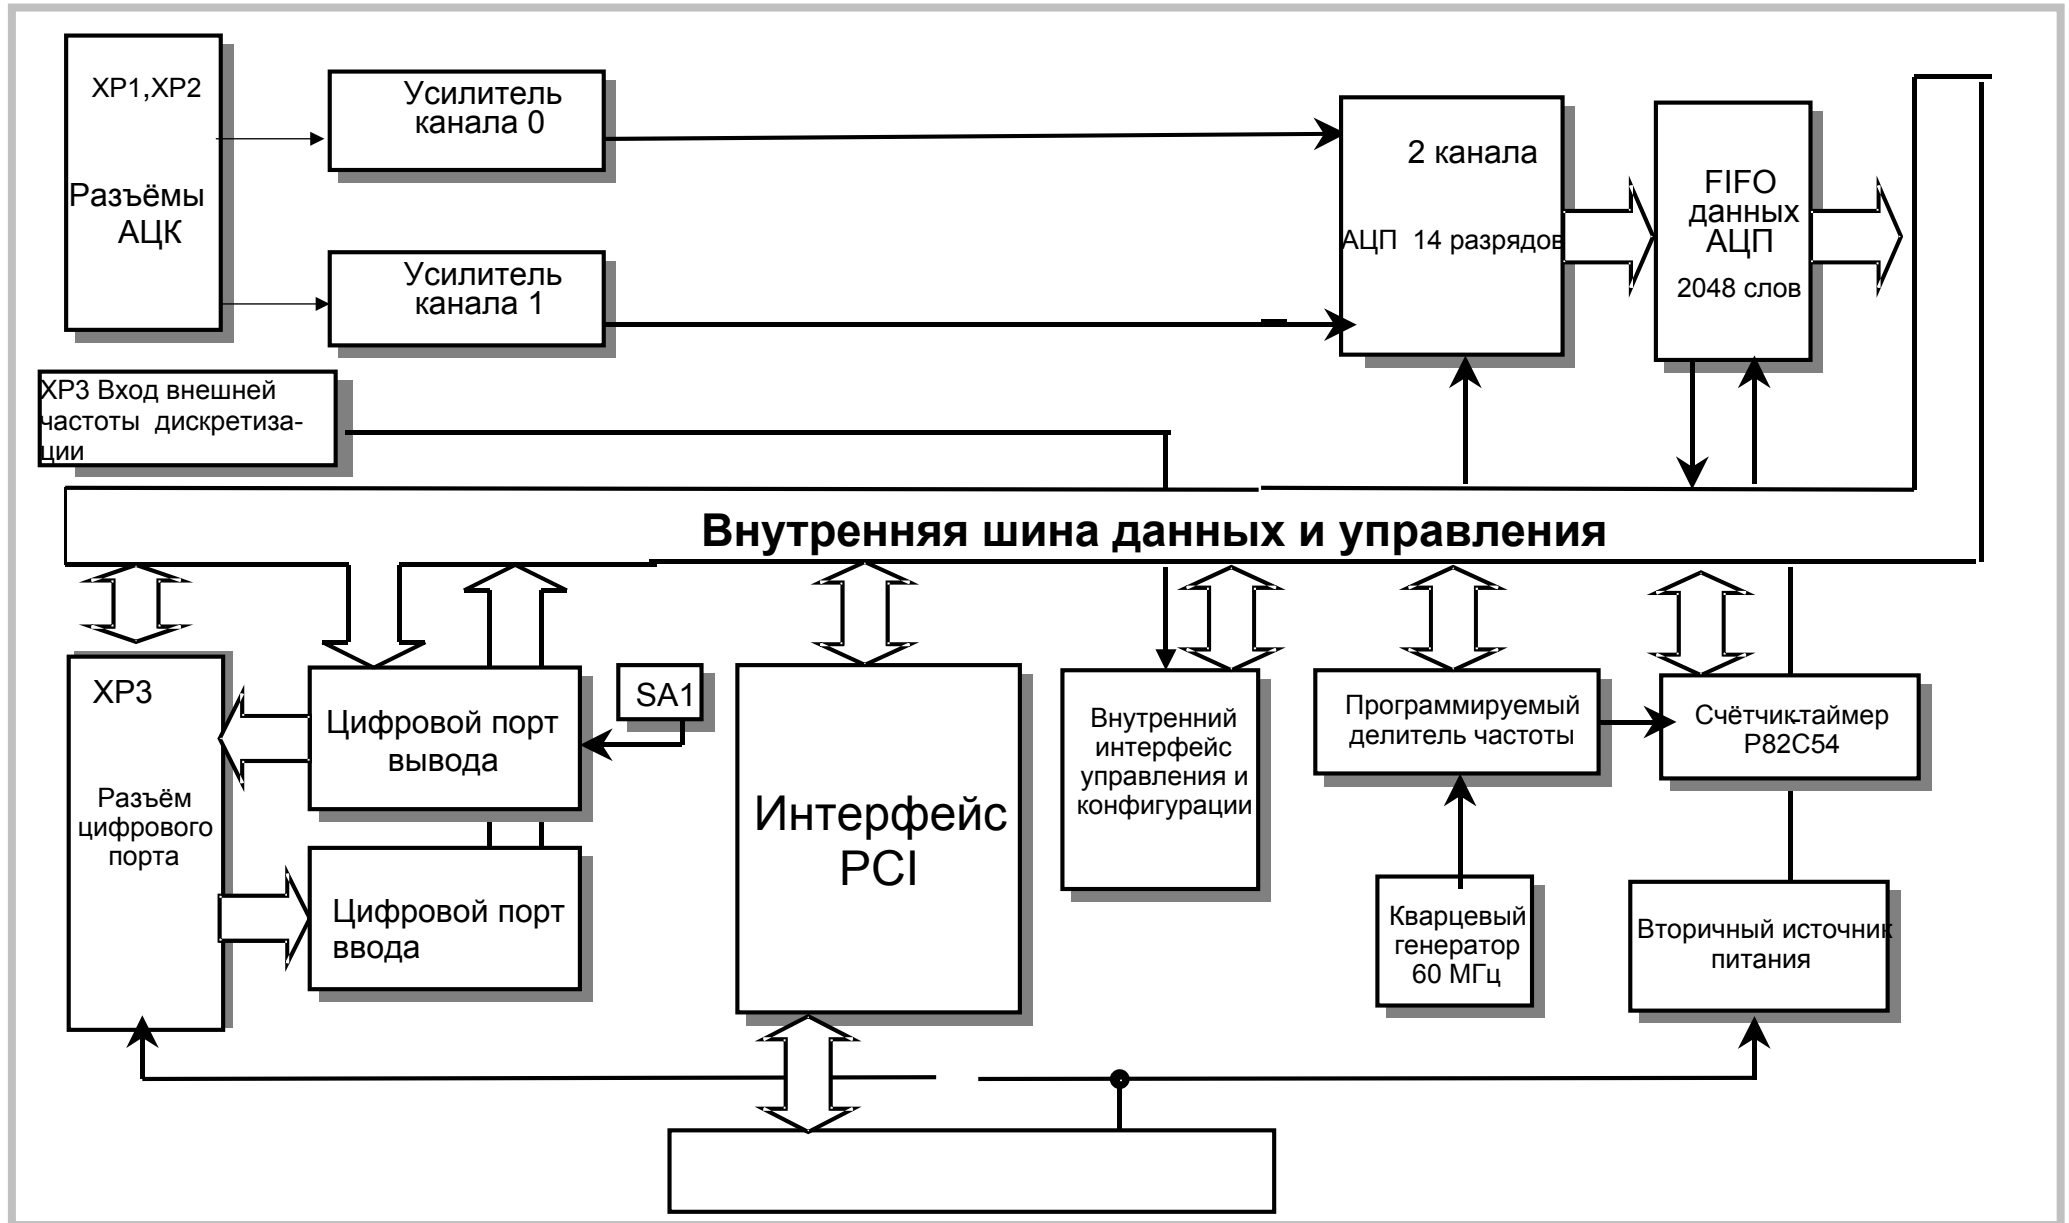 XP1,XP2
Разъёмы
АЦК
Усилитель
канала 0
Усилитель
канала 1
2 канала
АЦП 14 разрядов
FIFO
данных
АЦП
2048 слов
XP3 Вход внешней
частоты дискретиза-
ции
Внутренняя шина данных и управления
XP3
Разъём
цифрового
порта
Цифровой порт
вывода
SA1
Цифровой порт
ввода
Интерфейс
PCI
Внутренний
интерфейс
управления и
конфигурации
Программируемый
делитель частоты
Счётчик-таймер
P82C54
Кварцевый
генератор
60 МГц
Вторичный источник
питания